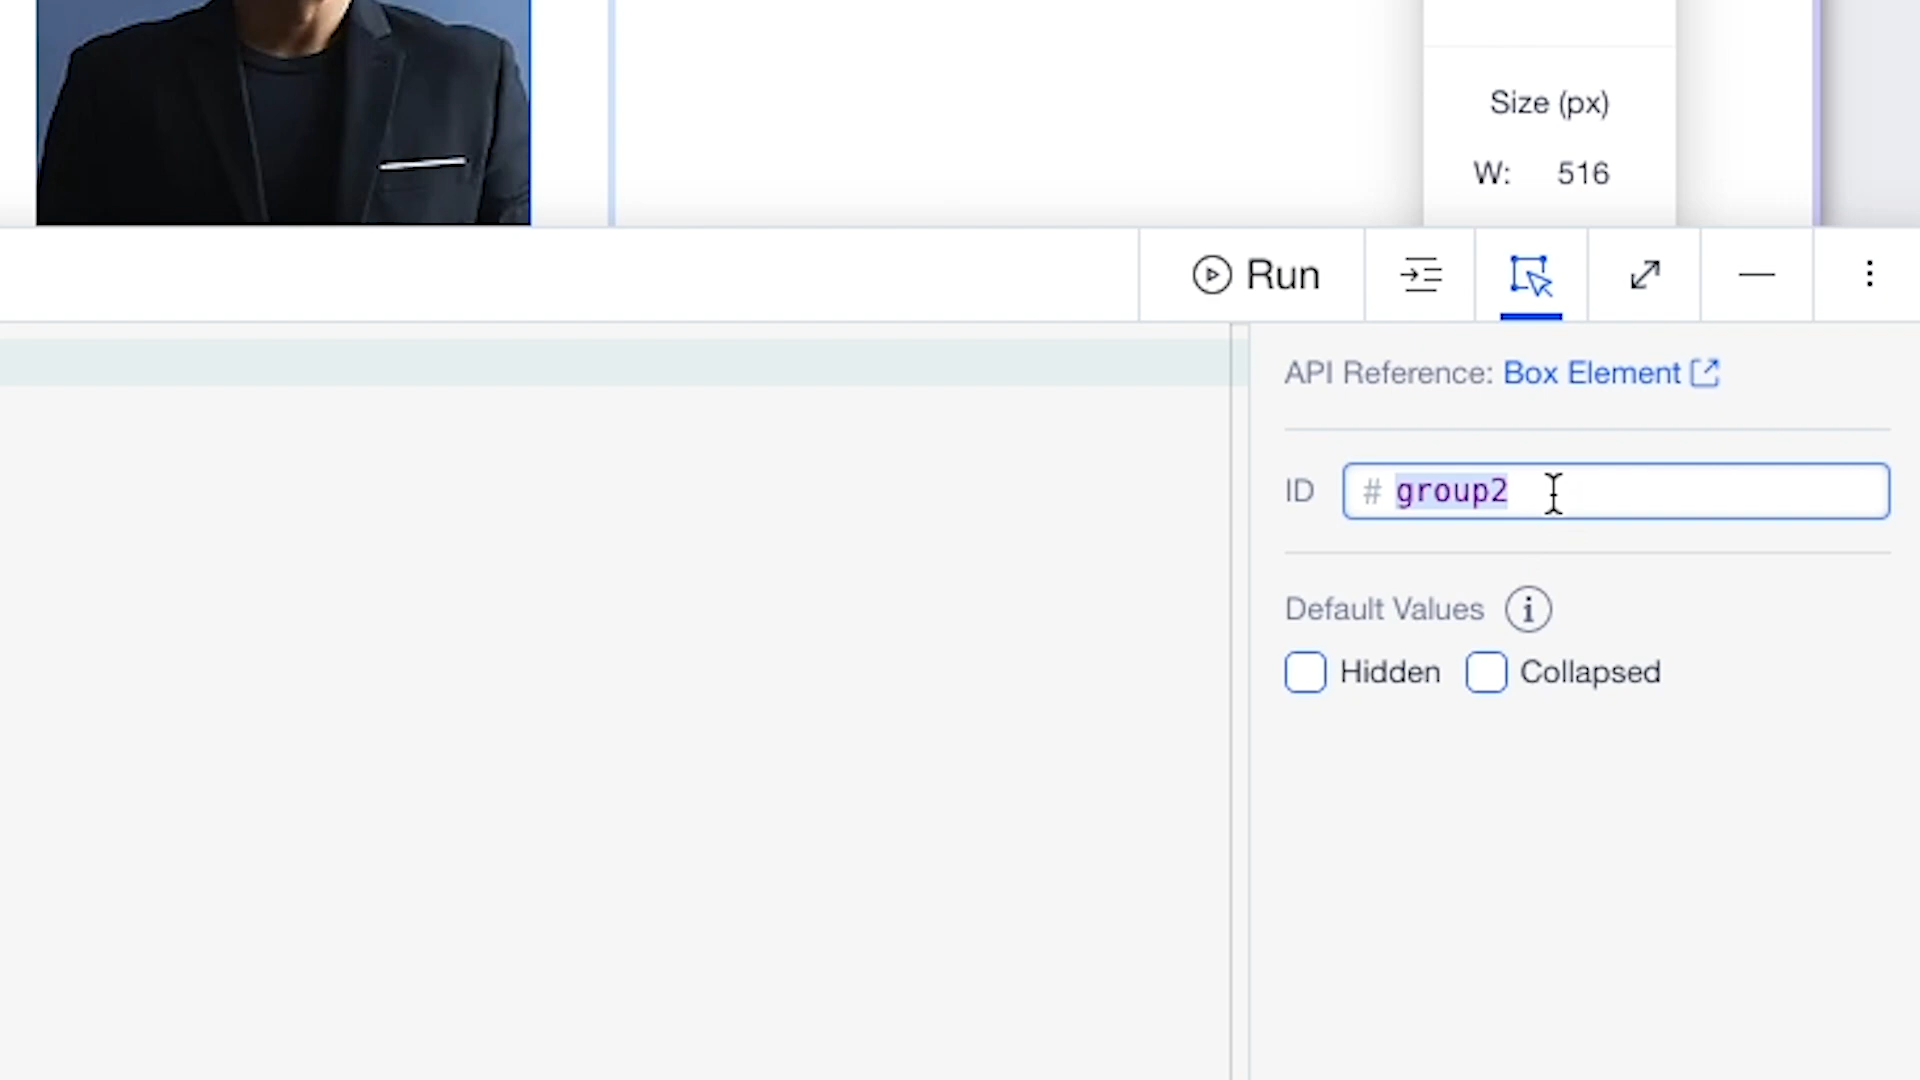 Size (px)
W: 516
Run
API Reference: Box Element
ID # group2
Default Values
Hidden Collapsed